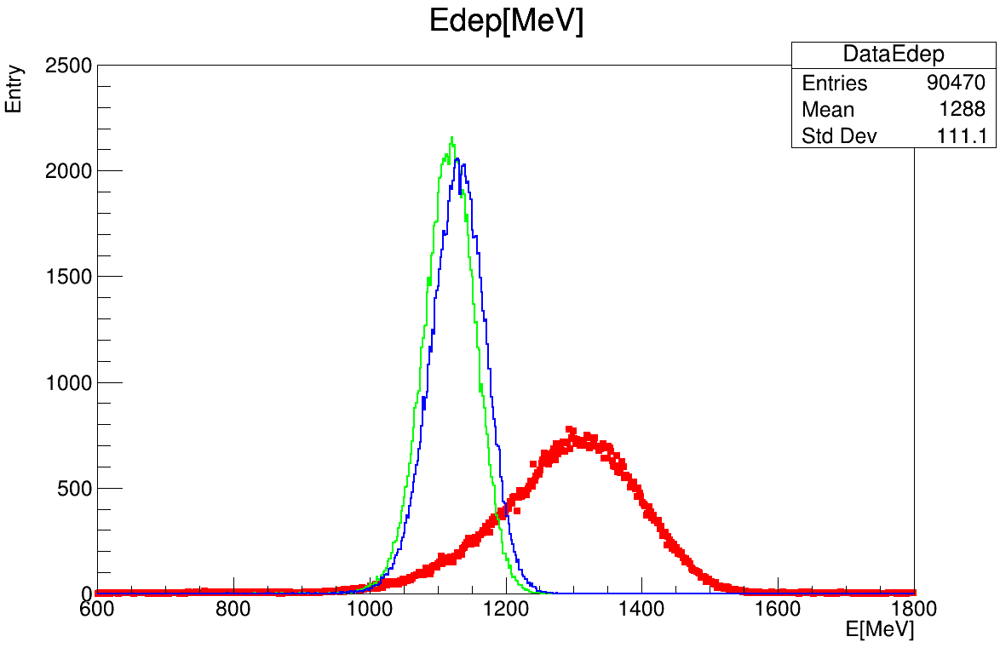 Edep[MeV]
DataEdep
Entries 90470
Mean 1288
Std Dev 111.1
Entry
2500
2000
1500
1000
500
0
600 800 1000 1200 1400 1600 1800
E[MeV]